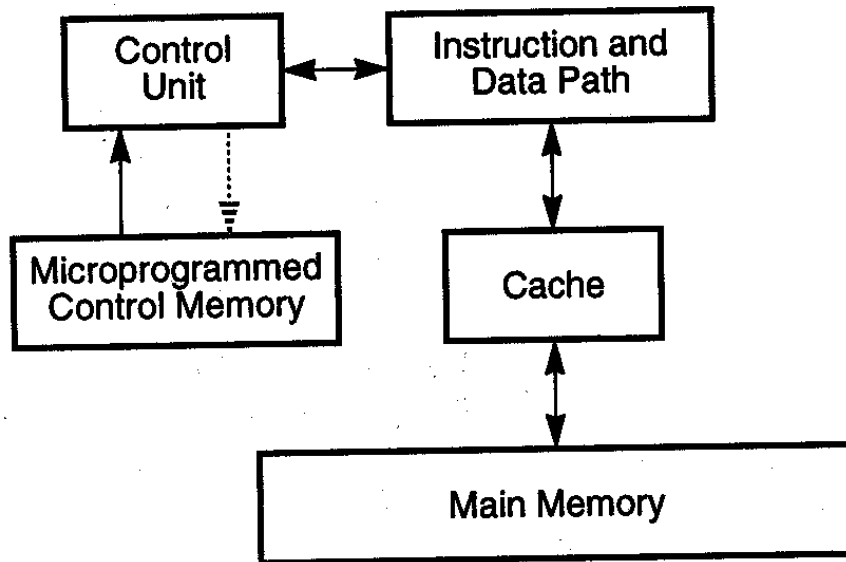 Control
Unit
Instruction and
Data Path
Microprogrammed
Control Memory
Cache
Main Memory